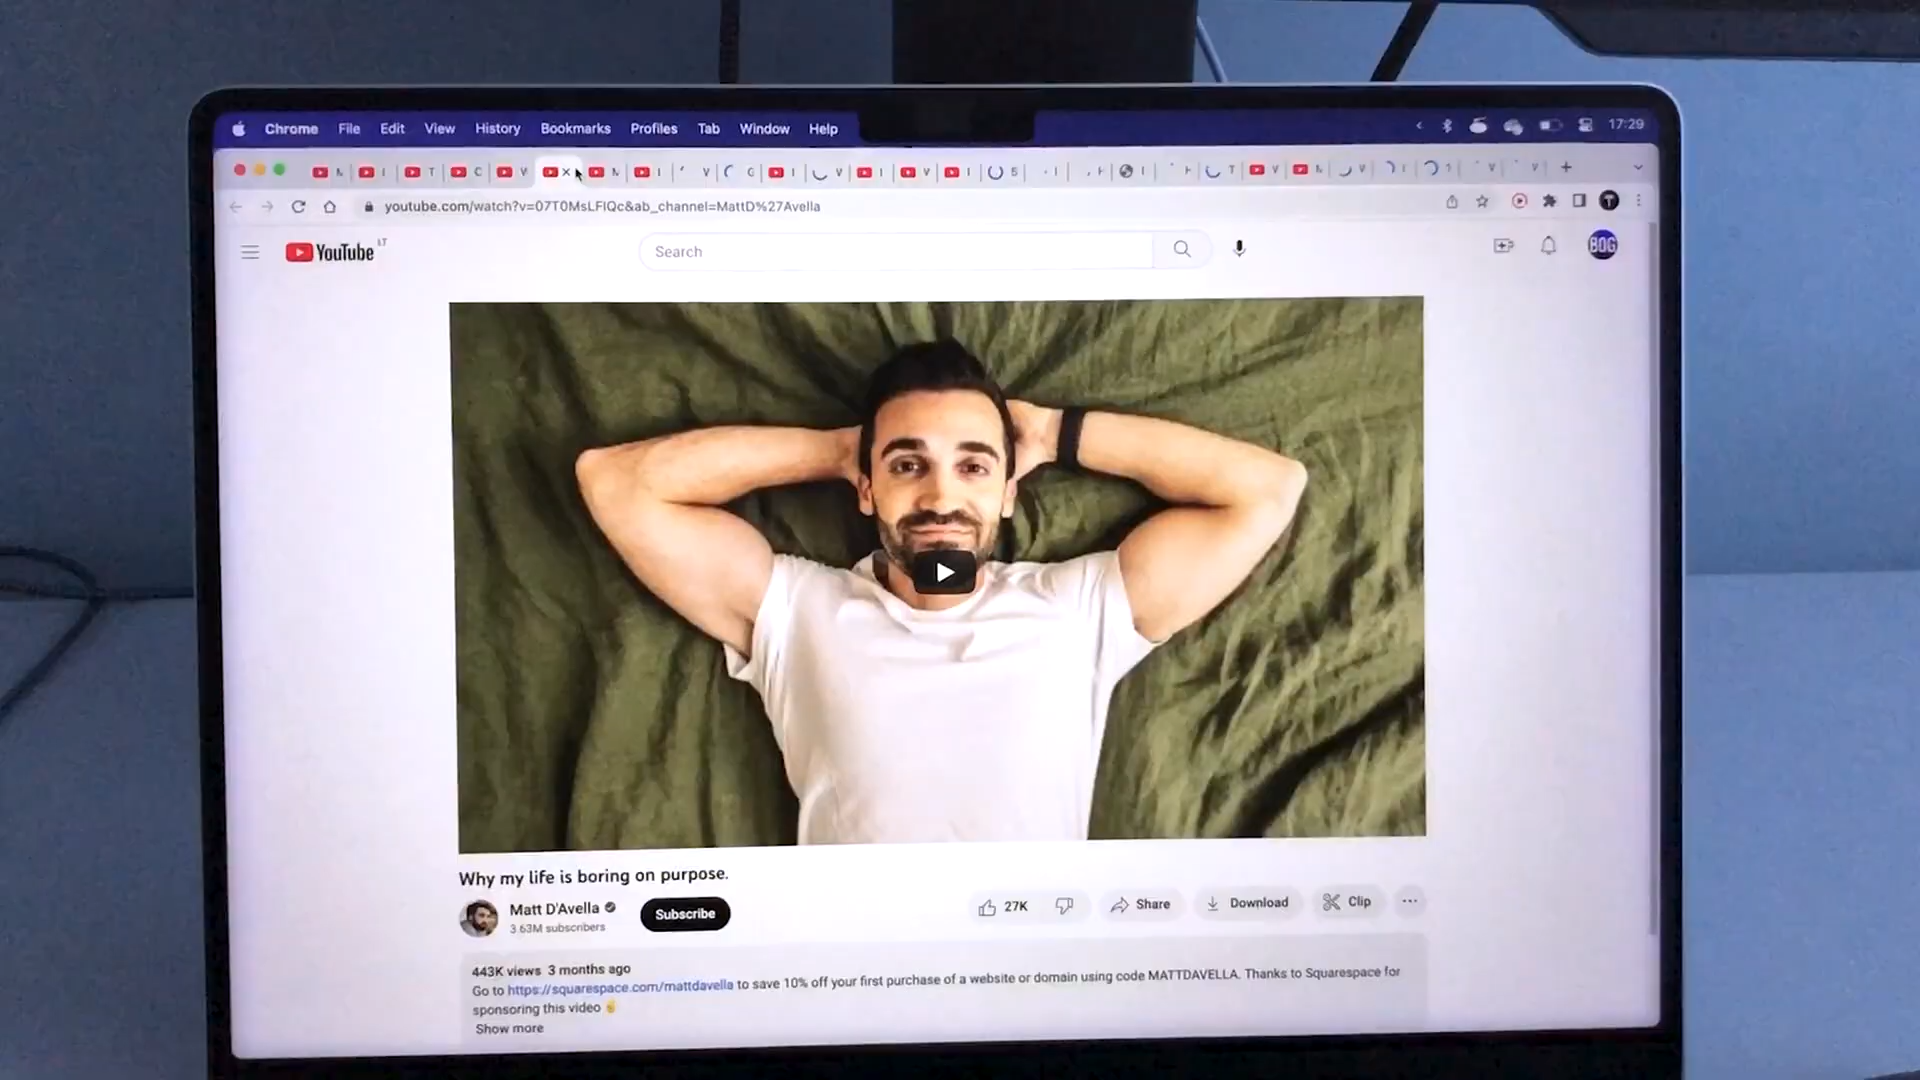 Chrome File Edit View History Bookmarks Profiles Tab Window Help
17:29
youtube.com/watch?v=07T0MsLFlQc&ab_channel=MattD%27Avella
YouTube LT
Search
BOG
Why my life is boring on purpose.
Matt D'Avella
3.63M subscribers
Subscribe
27K
Share
Download
Clip
443K views 3 months ago
Go to https://squarespace.com/mattdavella to save 10% off your first purchase of a website or domain using code MATTDAVELLA. Thanks to Squarespace for
sponsoring this video
Show more